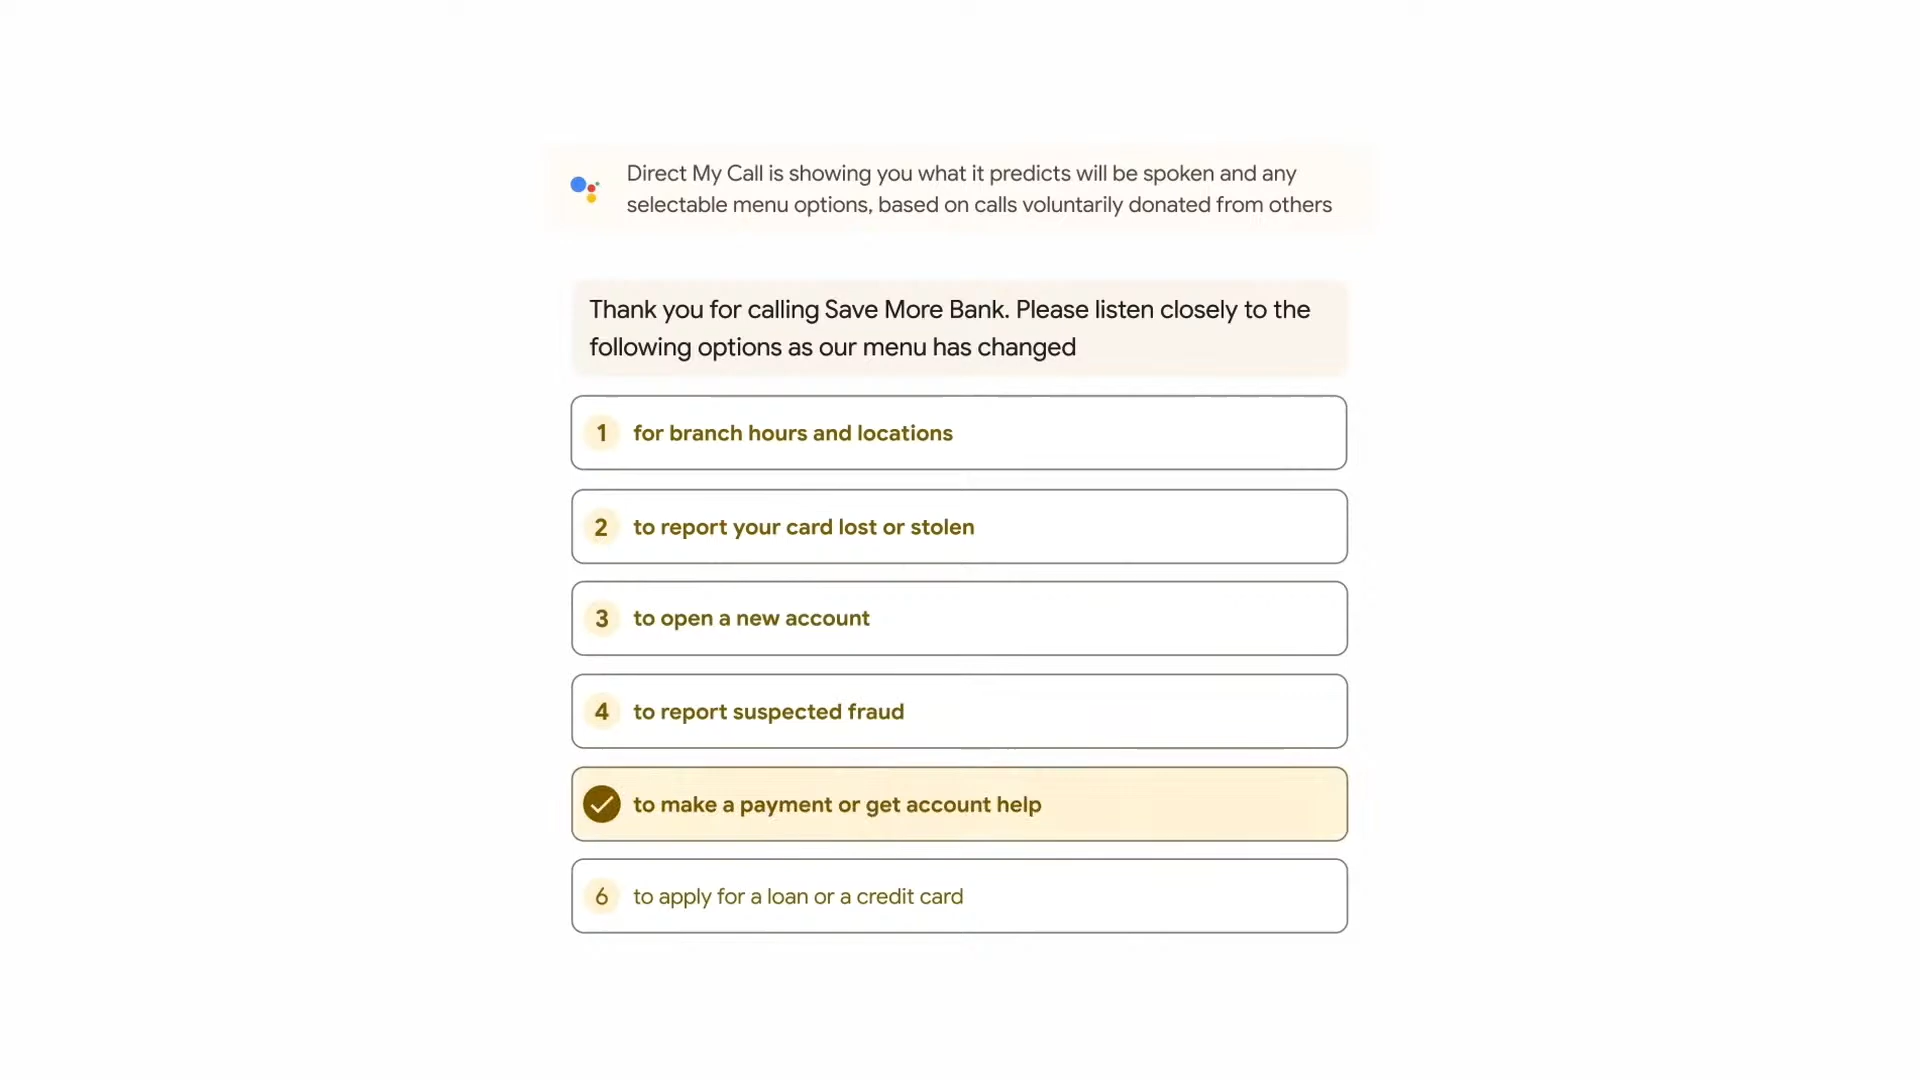 Direct My Call is showing you what it predicts will be spoken and any
selectable menu options, based on calls voluntarily donated from others
Thank you for calling Save More Bank. Please listen closely to the
following options as our menu has changed
1 for branch hours and locations
2 to report your card lost or stolen
3 to open a new account
4 to report suspected fraud
to make a payment or get account help
6 to apply for a loan or a credit card